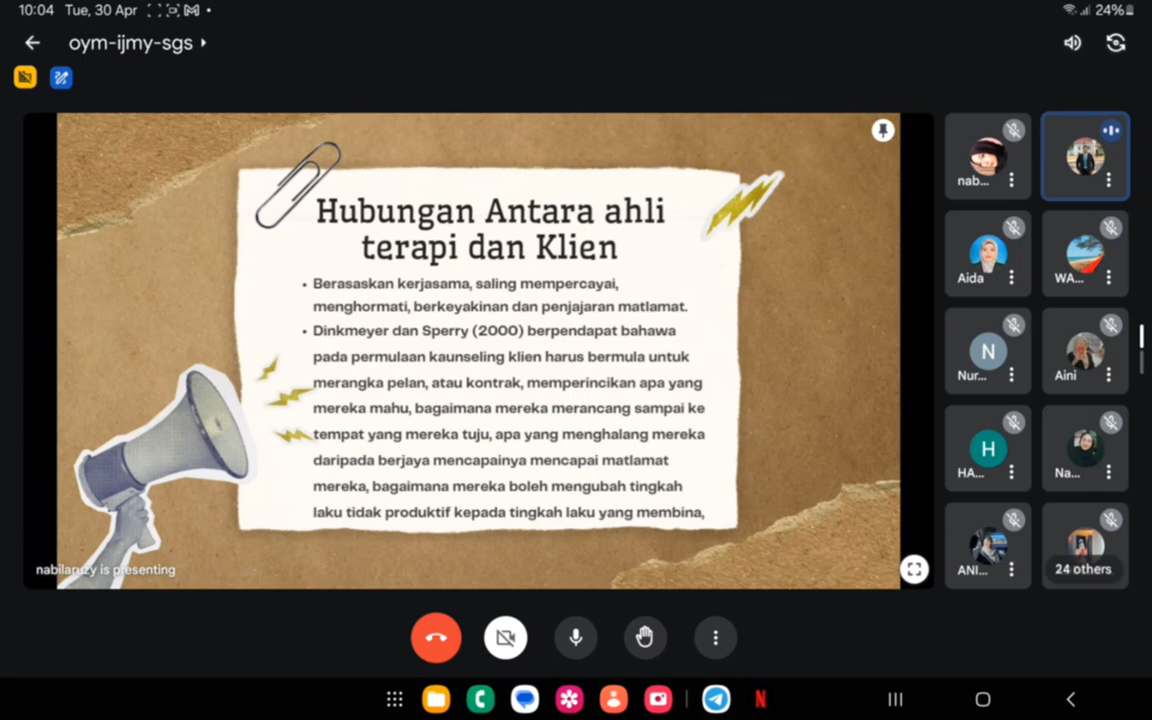 10:04 Tue, 30 Apr
24%
oym-ijmy-sgs
Hubungan Antara ahli
terapi dan Klien
• Berasaskan kerjasama, saling mempercayai,
menghormati, berkeyakinan dan penjajaran matlamat.
• Dinkmeyer dan Sperry (2000) berpendapat bahawa
pada permulaan kaunseling klien harus bermula untuk
merangka pelan, atau kontrak, memperincikan apa yang
mereka mahu, bagaimana mereka merancang sampai ke
tempat yang mereka tuju, apa yang menghalang mereka
daripada berjaya mencapainya mencapai matlamat
mereka, bagaimana mereka boleh mengubah tingkah
laku tidak produktif kepada tingkah laku yang membina,
nabilaruzy is presenting
nab...
Aida
WA...
N
Nur...
Aini
H
HA...
Na...
ANI...
24 others
N